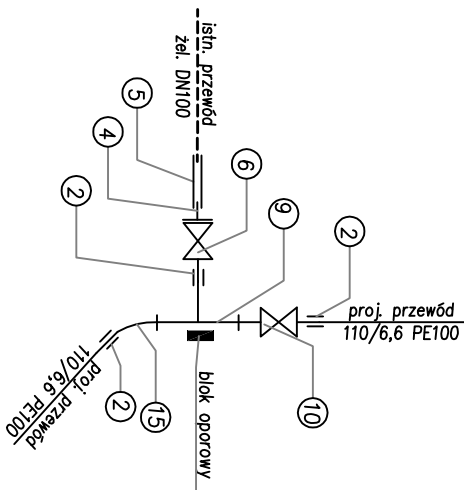 istn. przewód
żel. DN100
5
4
2
6
9
2
proj. przewód
110/6,6 PE100
10
blok oporowy
15
2
110/6,6 PE100
proj. przewód